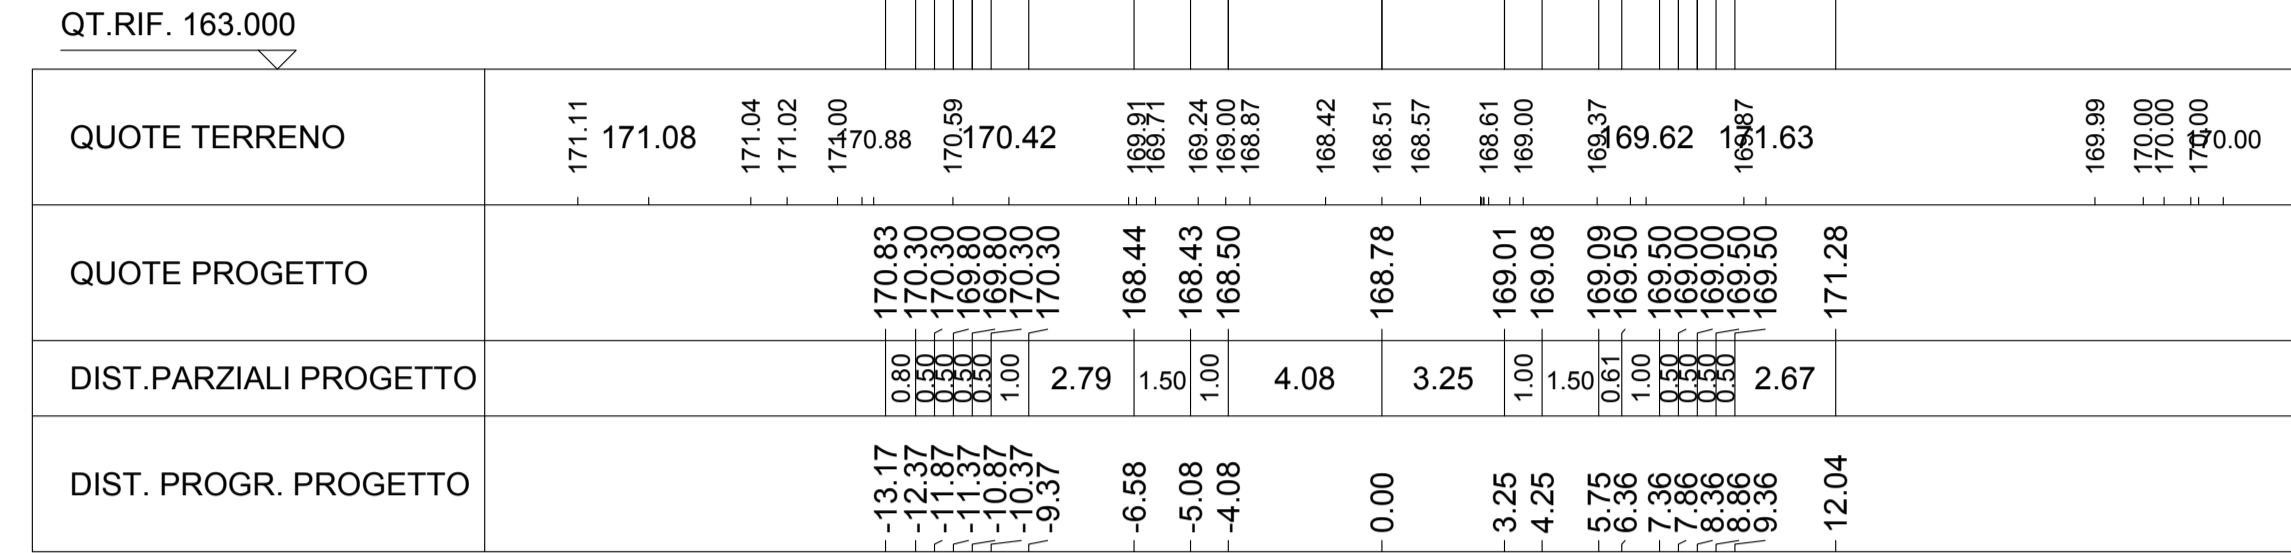 QT.RIF. 163.000
QUOTE TERRENO 171.11 171.08 171.04 171.02 171.00 170.88 170.59 170.42 169.91 169.71 169.24 169.00 168.87 168.42 168.51 168.57 168.61 169.00 169.37 169.62 169.87 171.63 169.99 170.00 170.00 170.00 170.00
QUOTE PROGETTO 170.83 170.30 170.30 169.80 169.80 170.30 170.30 168.44 168.43 168.50 168.78 169.01 169.08 169.09 169.50 169.50 169.00 169.00 169.50 169.50 171.28
DIST.PARZIALI PROGETTO 0.80 0.50 0.50 0.50 0.50 1.00 2.79 1.50 1.00 4.08 3.25 1.00 1.50 0.61 1.00 0.50 0.50 0.50 0.50 2.67
DIST. PROGR. PROGETTO -13.17 -12.37 -11.87 -11.37 -10.87 -10.37 -9.37 -6.58 -5.08 -4.08 0.00 3.25 4.25 5.75 6.36 7.36 7.86 8.36 8.86 9.36 12.04